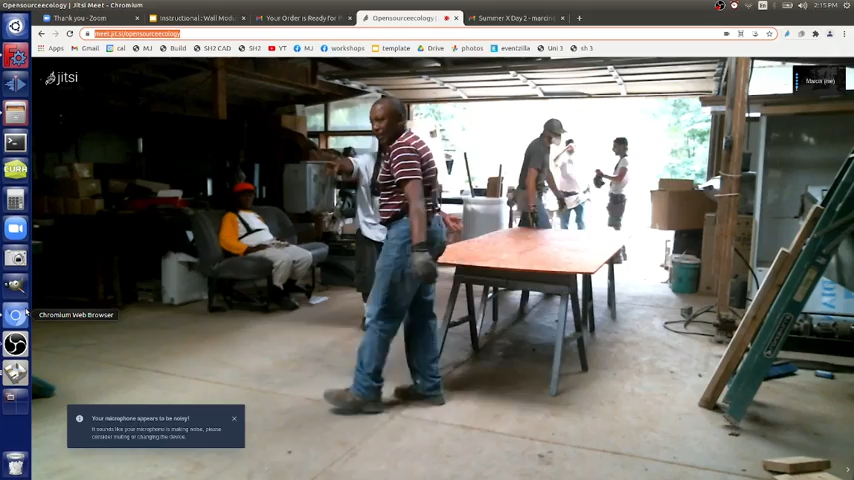 Opensourceecology | Jitsi Meet - Chromium
En
2:15 PM
Thank you - Zoom
Instructional: Wall Modu
Your Order is Ready for P
Opensourceecology
Summer X Day 2 - marcin
meet.jit.si/opensourceecology
Apps
MJ
Build
SH2 CAD
SH2
YT
MJ
workshops
template
Drive
photos
eventzilla
Uni 3
sh 3
jitsi
Marcin (me)
CURA
Chromium Web Browser
Your microphone appears to be noisy!
It sounds like your microphone is making noise, please
consider muting or changing the device.